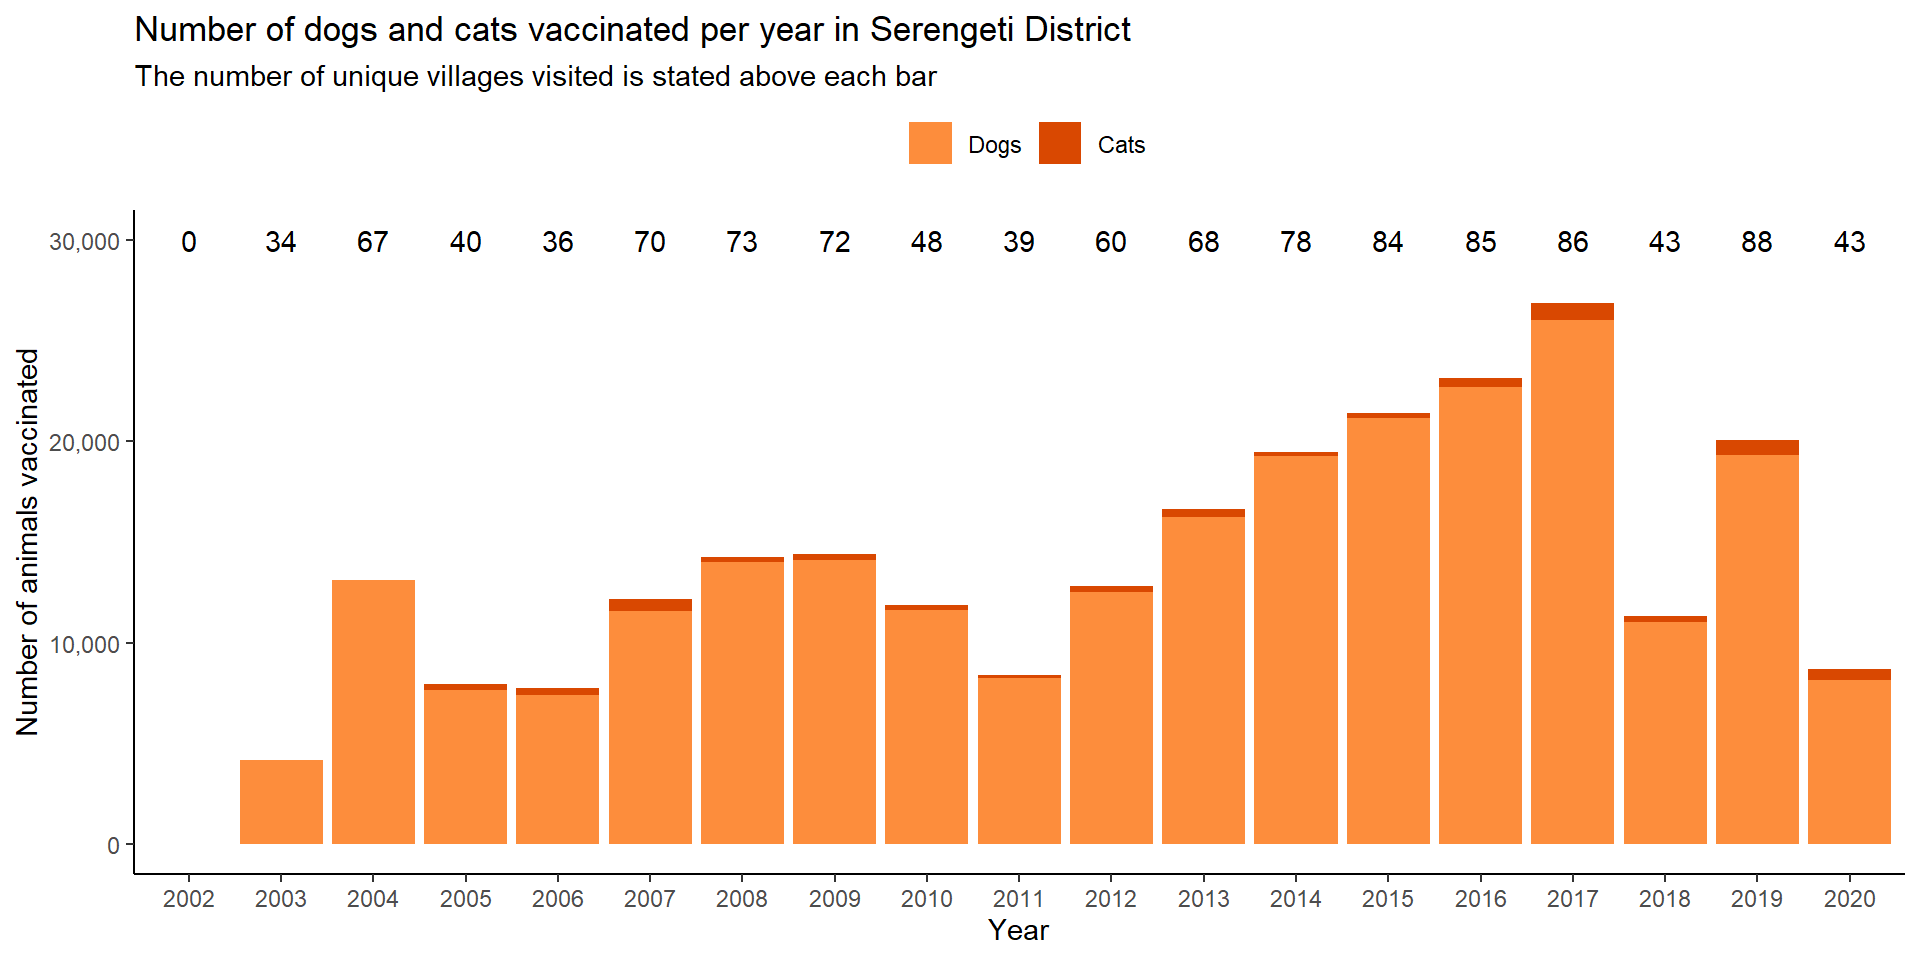 Number of dogs and cats vaccinated per year in Serengeti District
The number of unique villages visited is stated above each bar
Dogs Cats
30,000 0 34 67 40 36 70 73 72 48 39 60 68 78 84 85 86 43 88 43
20,000
10,000
0
Number of animals vaccinated
2002 2003 2004 2005 2006 2007 2008 2009 2010 2011 2012 2013 2014 2015 2016 2017 2018 2019 2020
Year